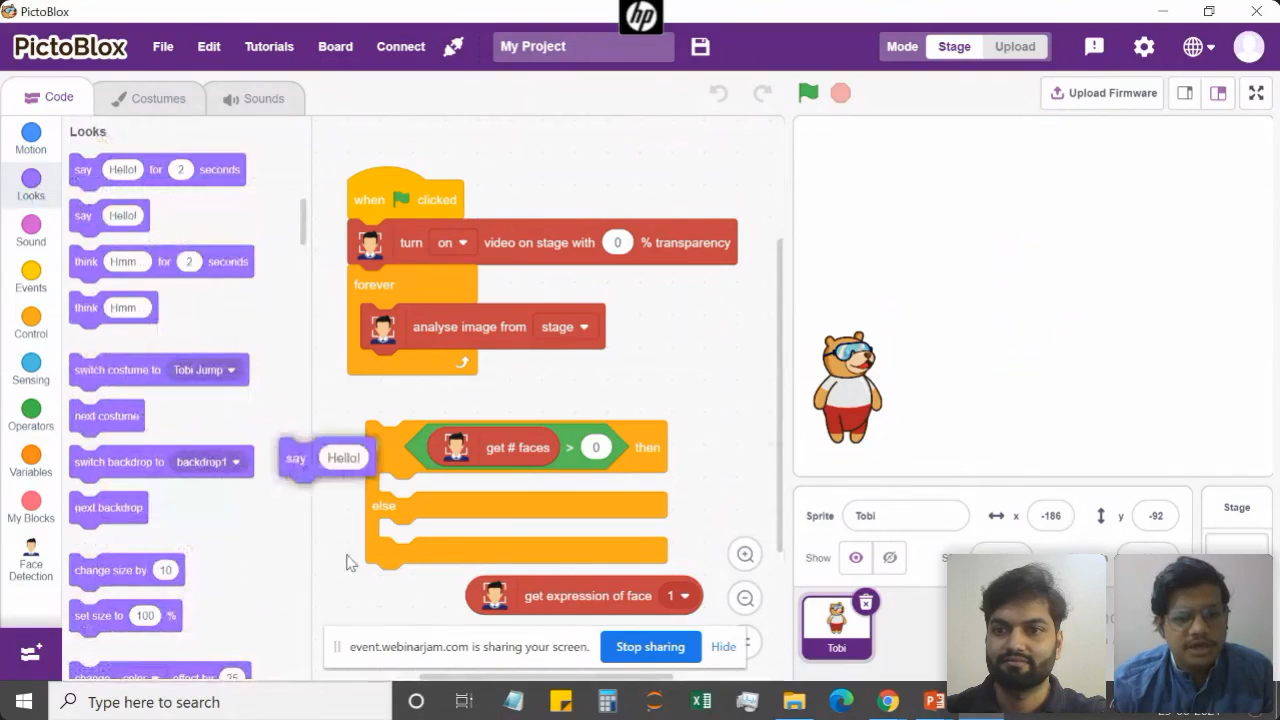 PictoBlox
hp
PictoBlox
File
Edit
Tutorials
Board
Connect
My Project
Mode
Stage
Upload
Code
Costumes
Sounds
Upload Firmware
Motion
Looks
Sound
Events
Control
Sensing
Operators
Variables
My Blocks
Face
Detection
Looks
say Hello! for 2 seconds
say Hello!
think Hmm for 2 seconds
think Hmm
switch costume to Tobi Jump
next costume
switch backdrop to backdrop1
next backdrop
change size by 10
set size to 100 %
when clicked
turn on video on stage with 0 % transparency
forever
analyse image from stage
say Hello!
get # faces > 0 then
else
get expression of face 1
event.webinarjam.com is sharing your screen.
Stop sharing
Hide
Sprite
Tobi
x
-186
y
-92
Show
Stage
Tobi
Type here to search